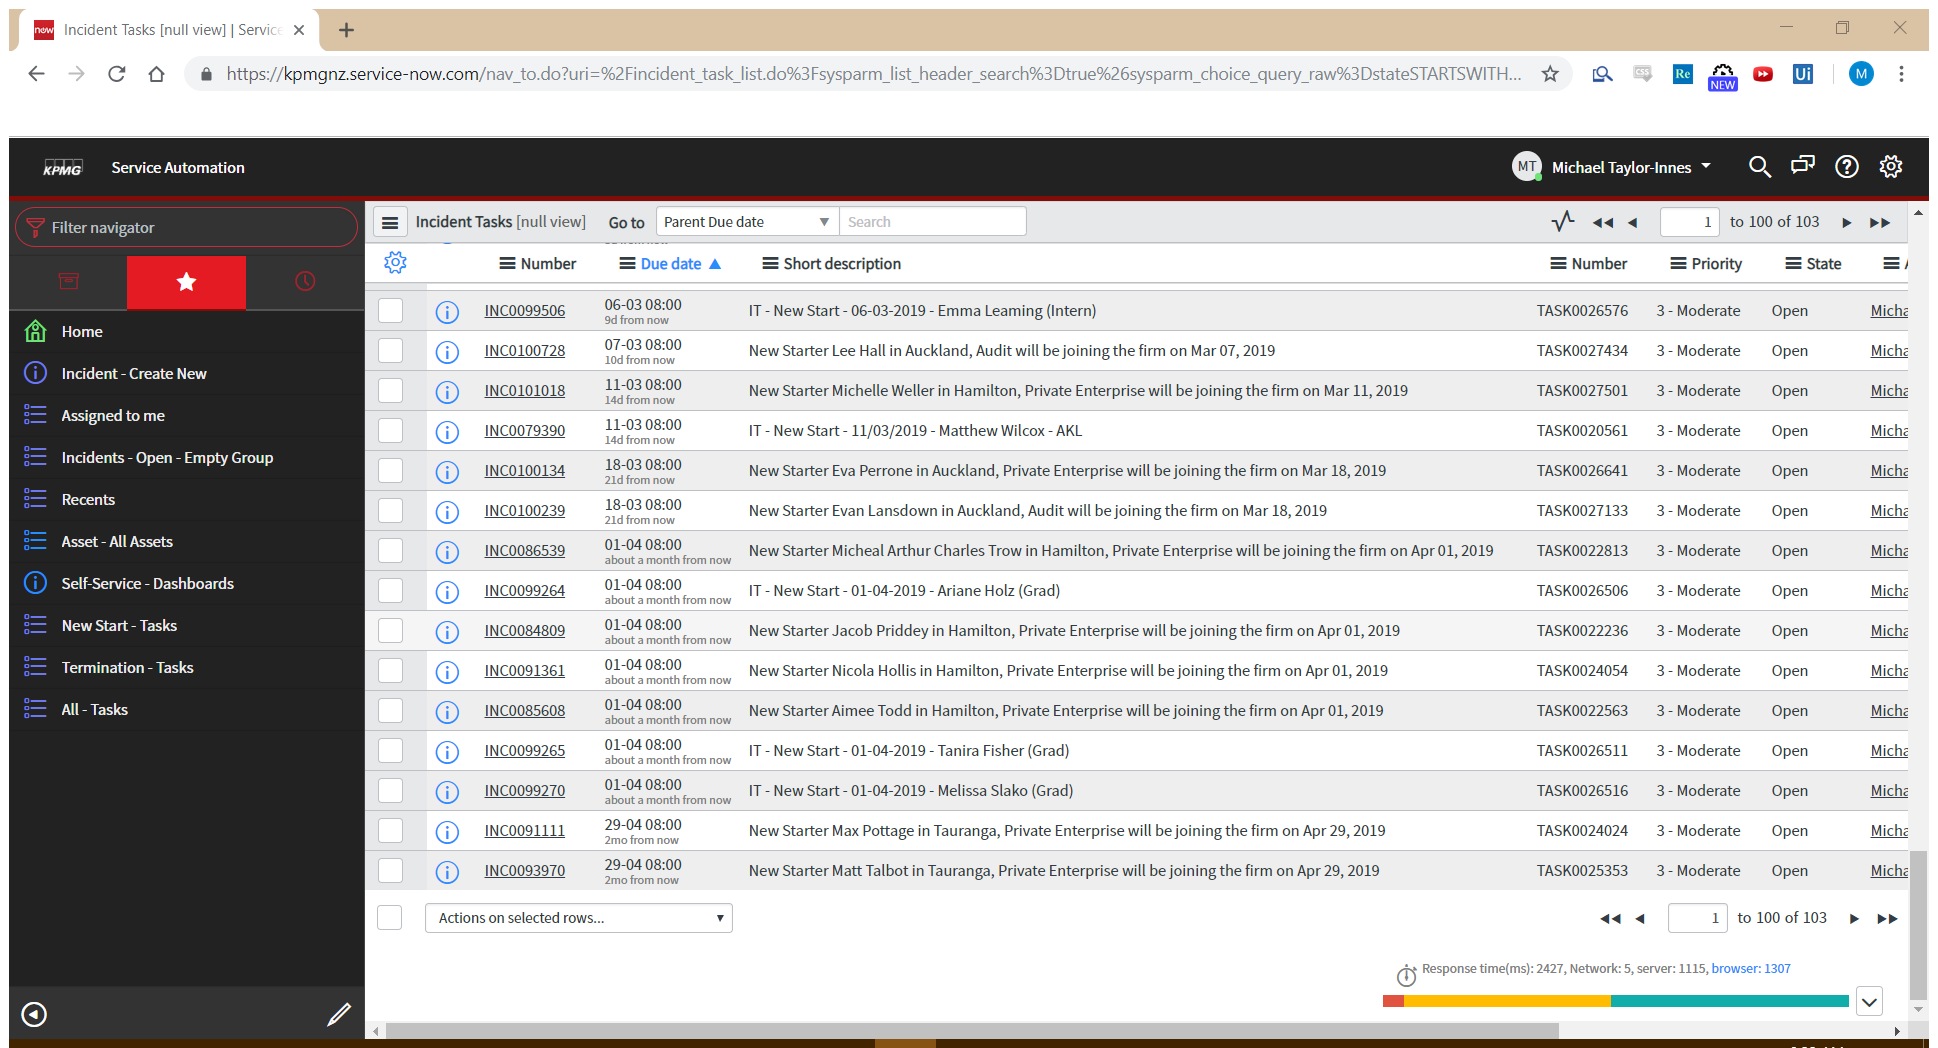 now Incident Tasks [null view] | Service
https://kpmgnz.service-now.com/nav_to.do?uri=%2Fincident_task_list.do%3Fsysparm_list_header_search%3Dtrue%26sysparm_choice_query_raw%3DstateSTARTSWITH...
Re NEW Ui M
KPMG Service Automation MT Michael Taylor-Innes
Filter navigator
Home
Incident - Create New
Assigned to me
Incidents - Open - Empty Group
Recents
Asset - All Assets
Self-Service - Dashboards
New Start - Tasks
Termination - Tasks
All - Tasks
Incident Tasks [null view] Go to Parent Due date Search 1 to 100 of 103
Number Due date Short description Number Priority State
INC0099506 06-03 08:00 IT - New Start - 06-03-2019 - Emma Leaming (Intern) TASK0026576 3 - Moderate Open Micha
9d from now
INC0100728 07-03 08:00 New Starter Lee Hall in Auckland, Audit will be joining the firm on Mar 07, 2019 TASK0027434 3 - Moderate Open Micha
10d from now
INC0101018 11-03 08:00 New Starter Michelle Weller in Hamilton, Private Enterprise will be joining the firm on Mar 11, 2019 TASK0027501 3 - Moderate Open Micha
14d from now
INC0079390 11-03 08:00 IT - New Start - 11/03/2019 - Matthew Wilcox - AKL TASK0020561 3 - Moderate Open Micha
14d from now
INC0100134 18-03 08:00 New Starter Eva Perrone in Auckland, Private Enterprise will be joining the firm on Mar 18, 2019 TASK0026641 3 - Moderate Open Micha
21d from now
INC0100239 18-03 08:00 New Starter Evan Lansdown in Auckland, Audit will be joining the firm on Mar 18, 2019 TASK0027133 3 - Moderate Open Micha
21d from now
INC0086539 01-04 08:00 New Starter Micheal Arthur Charles Trow in Hamilton, Private Enterprise will be joining the firm on Apr 01, 2019 TASK0022813 3 - Moderate Open Micha
about a month from now
INC0099264 01-04 08:00 IT - New Start - 01-04-2019 - Ariane Holz (Grad) TASK0026506 3 - Moderate Open Micha
about a month from now
INC0084809 01-04 08:00 New Starter Jacob Priddey in Hamilton, Private Enterprise will be joining the firm on Apr 01, 2019 TASK0022236 3 - Moderate Open Micha
about a month from now
INC0091361 01-04 08:00 New Starter Nicola Hollis in Hamilton, Private Enterprise will be joining the firm on Apr 01, 2019 TASK0024054 3 - Moderate Open Micha
about a month from now
INC0085608 01-04 08:00 New Starter Aimee Todd in Hamilton, Private Enterprise will be joining the firm on Apr 01, 2019 TASK0022563 3 - Moderate Open Micha
about a month from now
INC0099265 01-04 08:00 IT - New Start - 01-04-2019 - Tanira Fisher (Grad) TASK0026511 3 - Moderate Open Micha
about a month from now
INC0099270 01-04 08:00 IT - New Start - 01-04-2019 - Melissa Slako (Grad) TASK0026516 3 - Moderate Open Micha
about a month from now
INC0091111 29-04 08:00 New Starter Max Pottage in Tauranga, Private Enterprise will be joining the firm on Apr 29, 2019 TASK0024024 3 - Moderate Open Micha
2mo from now
INC0093970 29-04 08:00 New Starter Matt Talbot in Tauranga, Private Enterprise will be joining the firm on Apr 29, 2019 TASK0025353 3 - Moderate Open Micha
2mo from now
Actions on selected rows... 1 to 100 of 103
Response time(ms): 2427, Network: 5, server: 1115, browser: 1307